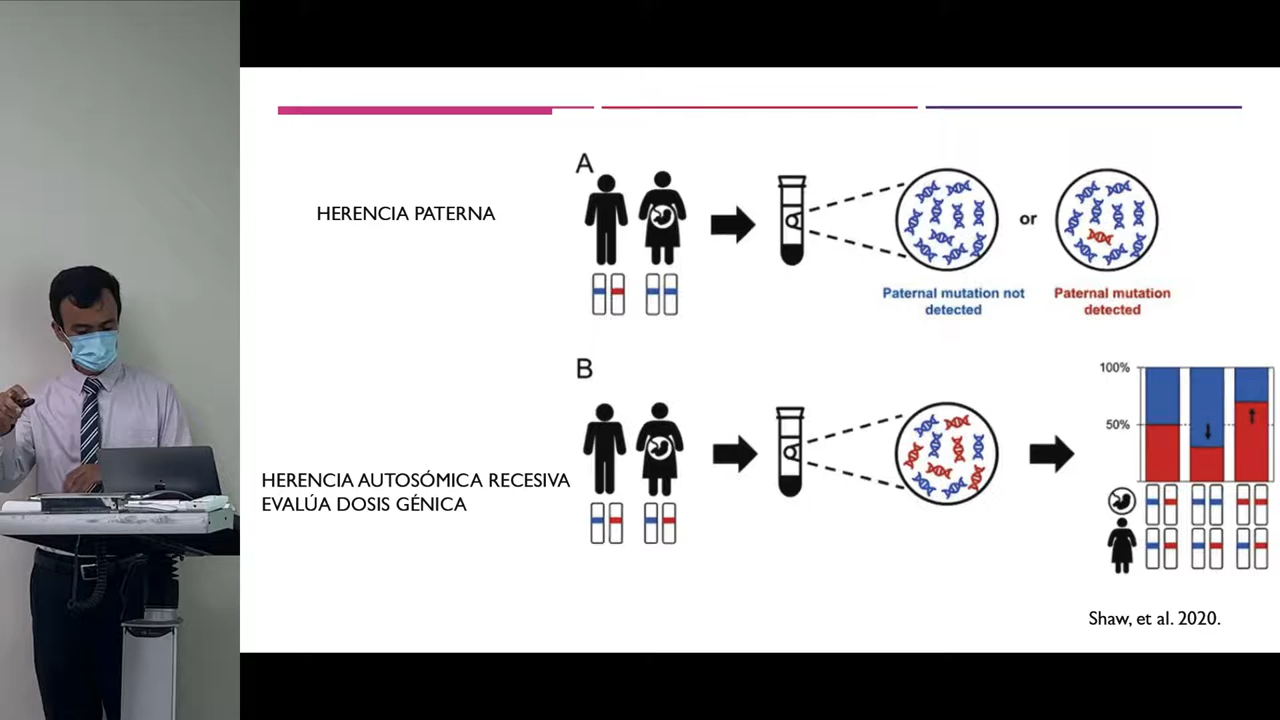 HERENCIA PATERNA
A
or
Paternal mutation not
detected
Paternal mutation
detected
B
HERENCIA AUTOSÓMICA RECESIVA
EVALÚA DOSIS GÉNICA
100%
50%
Shaw, et al. 2020.